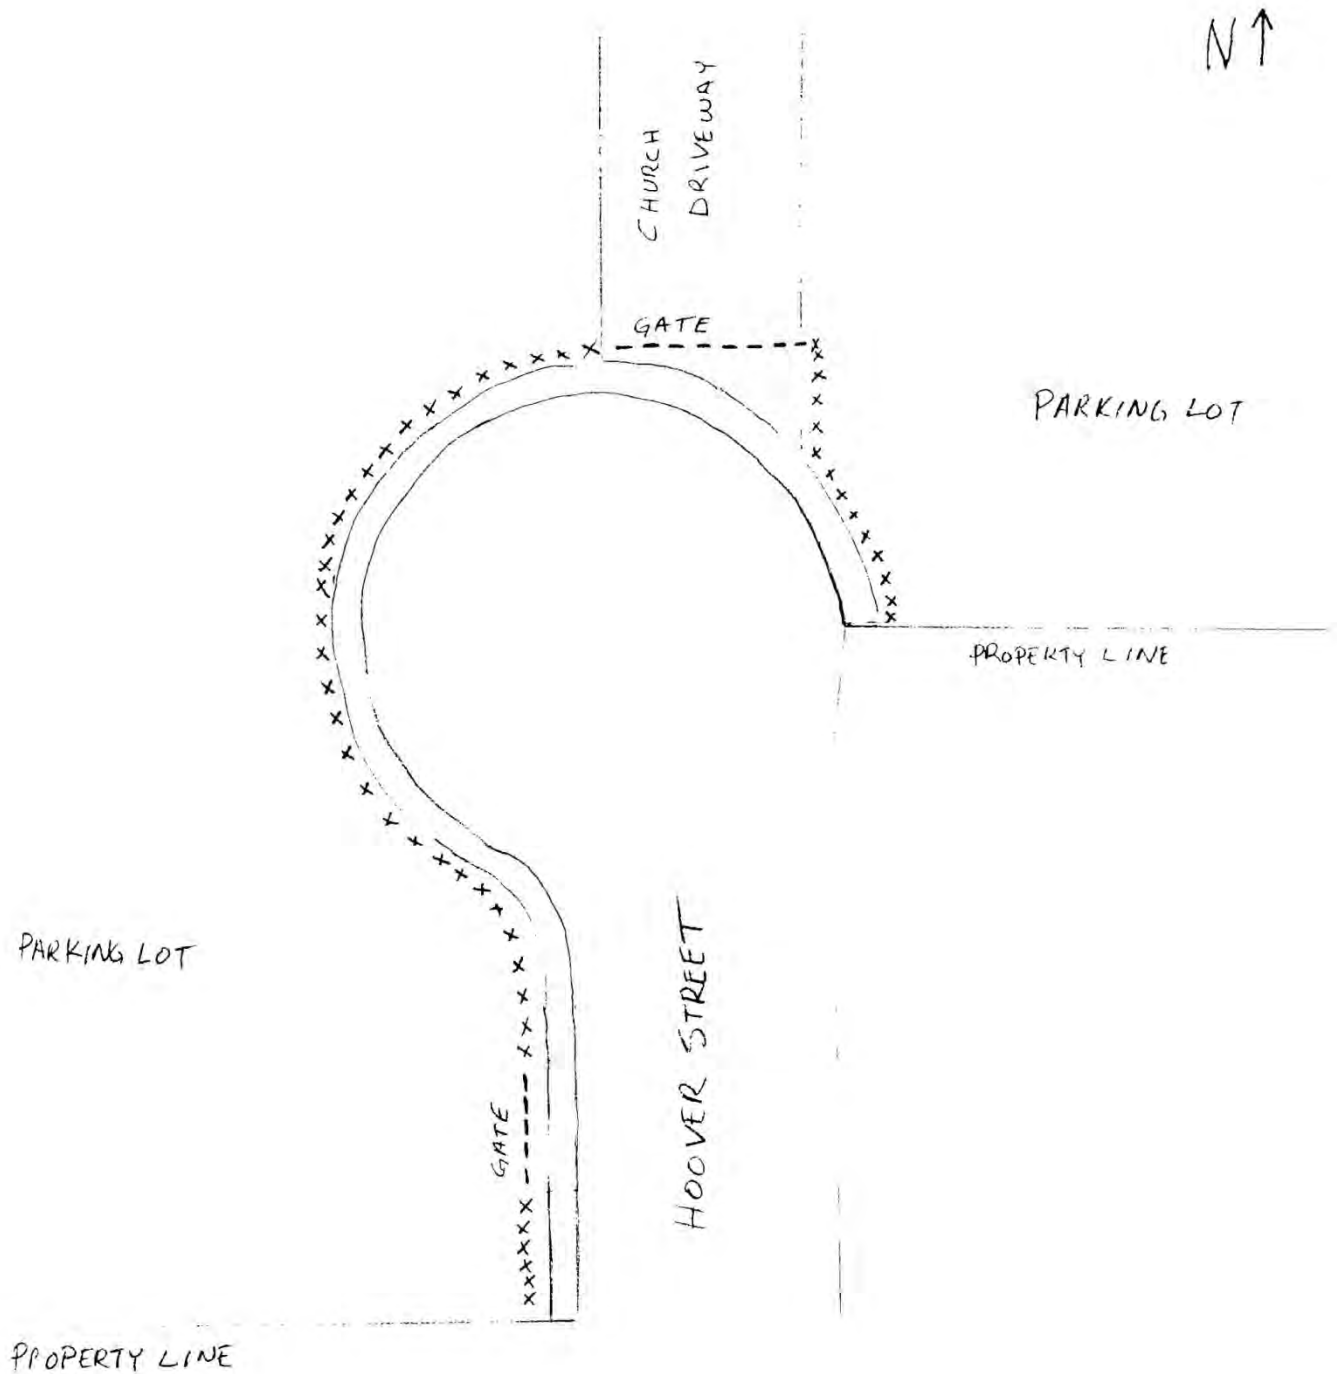 N
CHURCH
DRIVEWAY
GATE
PARKING LOT
PROPERTY LINE
PARKING LOT
HOOVER STREET
GATE
PROPERTY LINE